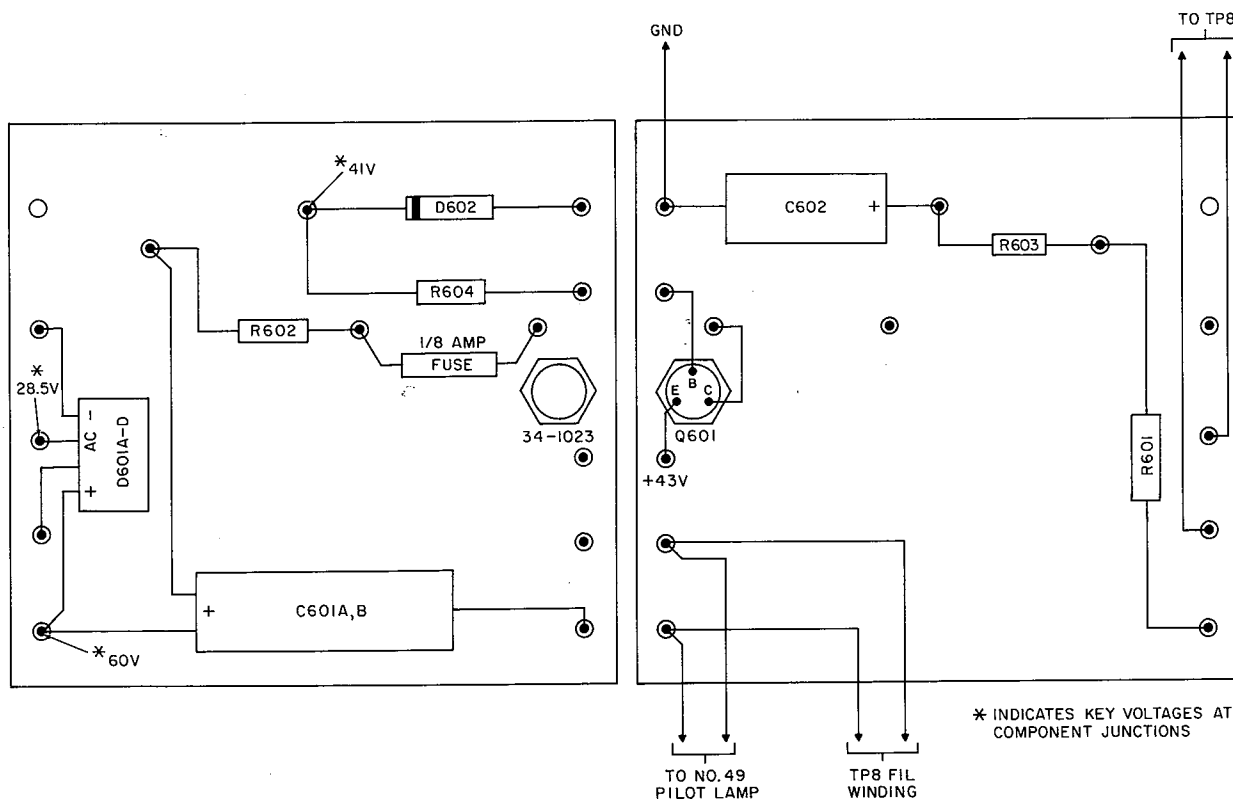 GND
TO TP8
* 41V
D602
C602 +
R603
R604
R602
1/8 AMP
FUSE
*
28.5V
- AC +
D601A-D
34-1023
B
E C
Q601
+43V
R601
+ C601A,B
* 60V
* INDICATES KEY VOLTAGES AT
COMPONENT JUNCTIONS
TO NO. 49
PILOT LAMP
TP8 FIL
WINDING